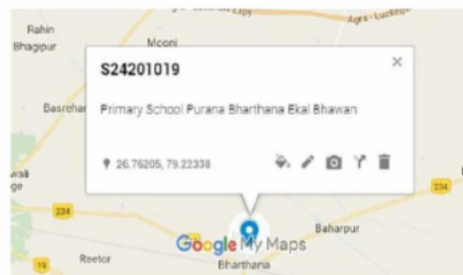 Agra - Lucknow
Rahin
Bhagipur
Mooni
S24201019
Basrehar
Primary School Purana Bharthana Ekal Bhawan
26.76205, 79.22338
234
234
Google My Maps
Baharpur
Reetor
19
Bharthana